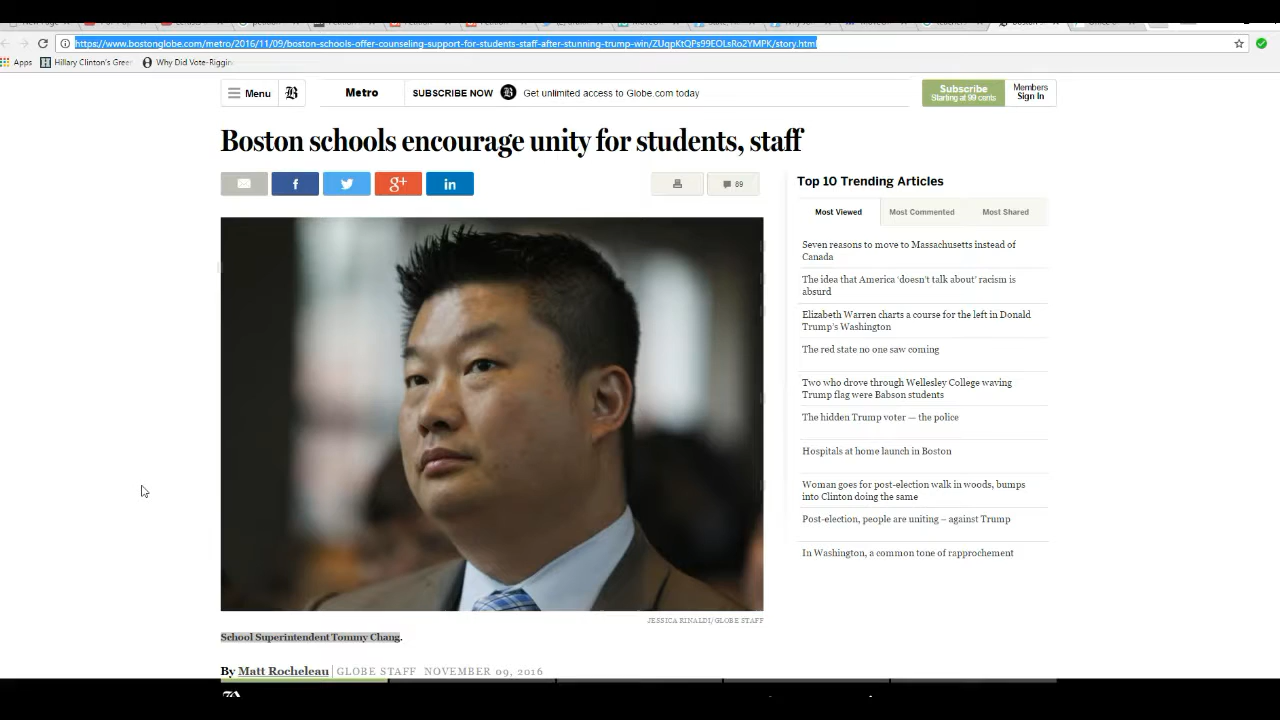 https://www.bostonglobe.com/metro/2016/11/09/boston-schools-offer-counseling-support-for-students-staff-after-stunning-trump-win/ZUqpKtQPs99EOLsRo2YMPK/story.html
Apps
Hillary Clinton's Gree
Why Did Vote-Riggin
Menu
B
Metro
SUBSCRIBE NOW B Get unlimited access to Globe.com today
Subscribe
Starting at 99 cents
Members
Sign In
Boston schools encourage unity for students, staff
f
g+
in
89
Top 10 Trending Articles
Most Viewed
Most Commented
Most Shared
Seven reasons to move to Massachusetts instead of
Canada
The idea that America ‘doesn’t talk about’ racism is
absurd
Elizabeth Warren charts a course for the left in Donald
Trump’s Washington
The red state no one saw coming
Two who drove through Wellesley College waving
Trump flag were Babson students
The hidden Trump voter — the police
Hospitals at home launch in Boston
Woman goes for post-election walk in woods, bumps
into Clinton doing the same
Post-election, people are uniting – against Trump
In Washington, a common tone of rapprochement
JESSICA RINALDI/GLOBE STAFF
School Superintendent Tommy Chang.
By Matt Rocheleau | GLOBE STAFF NOVEMBER 09, 2016